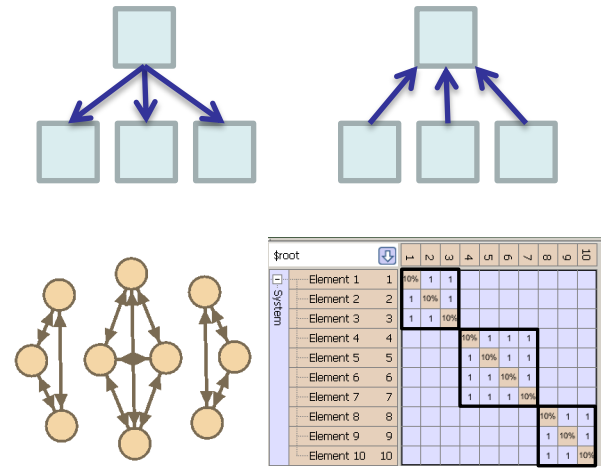 $root 1 2 3 4 5 6 7 8 9 10
System
Element 1 1 10% 1 1
Element 2 2 1 10% 1
Element 3 3 1 1 10%
Element 4 4 10% 1 1 1
Element 5 5 1 10% 1 1
Element 6 6 1 1 10% 1
Element 7 7 1 1 1 10%
Element 8 8 10% 1 1
Element 9 9 1 10% 1
Element 10 10 1 1 10%